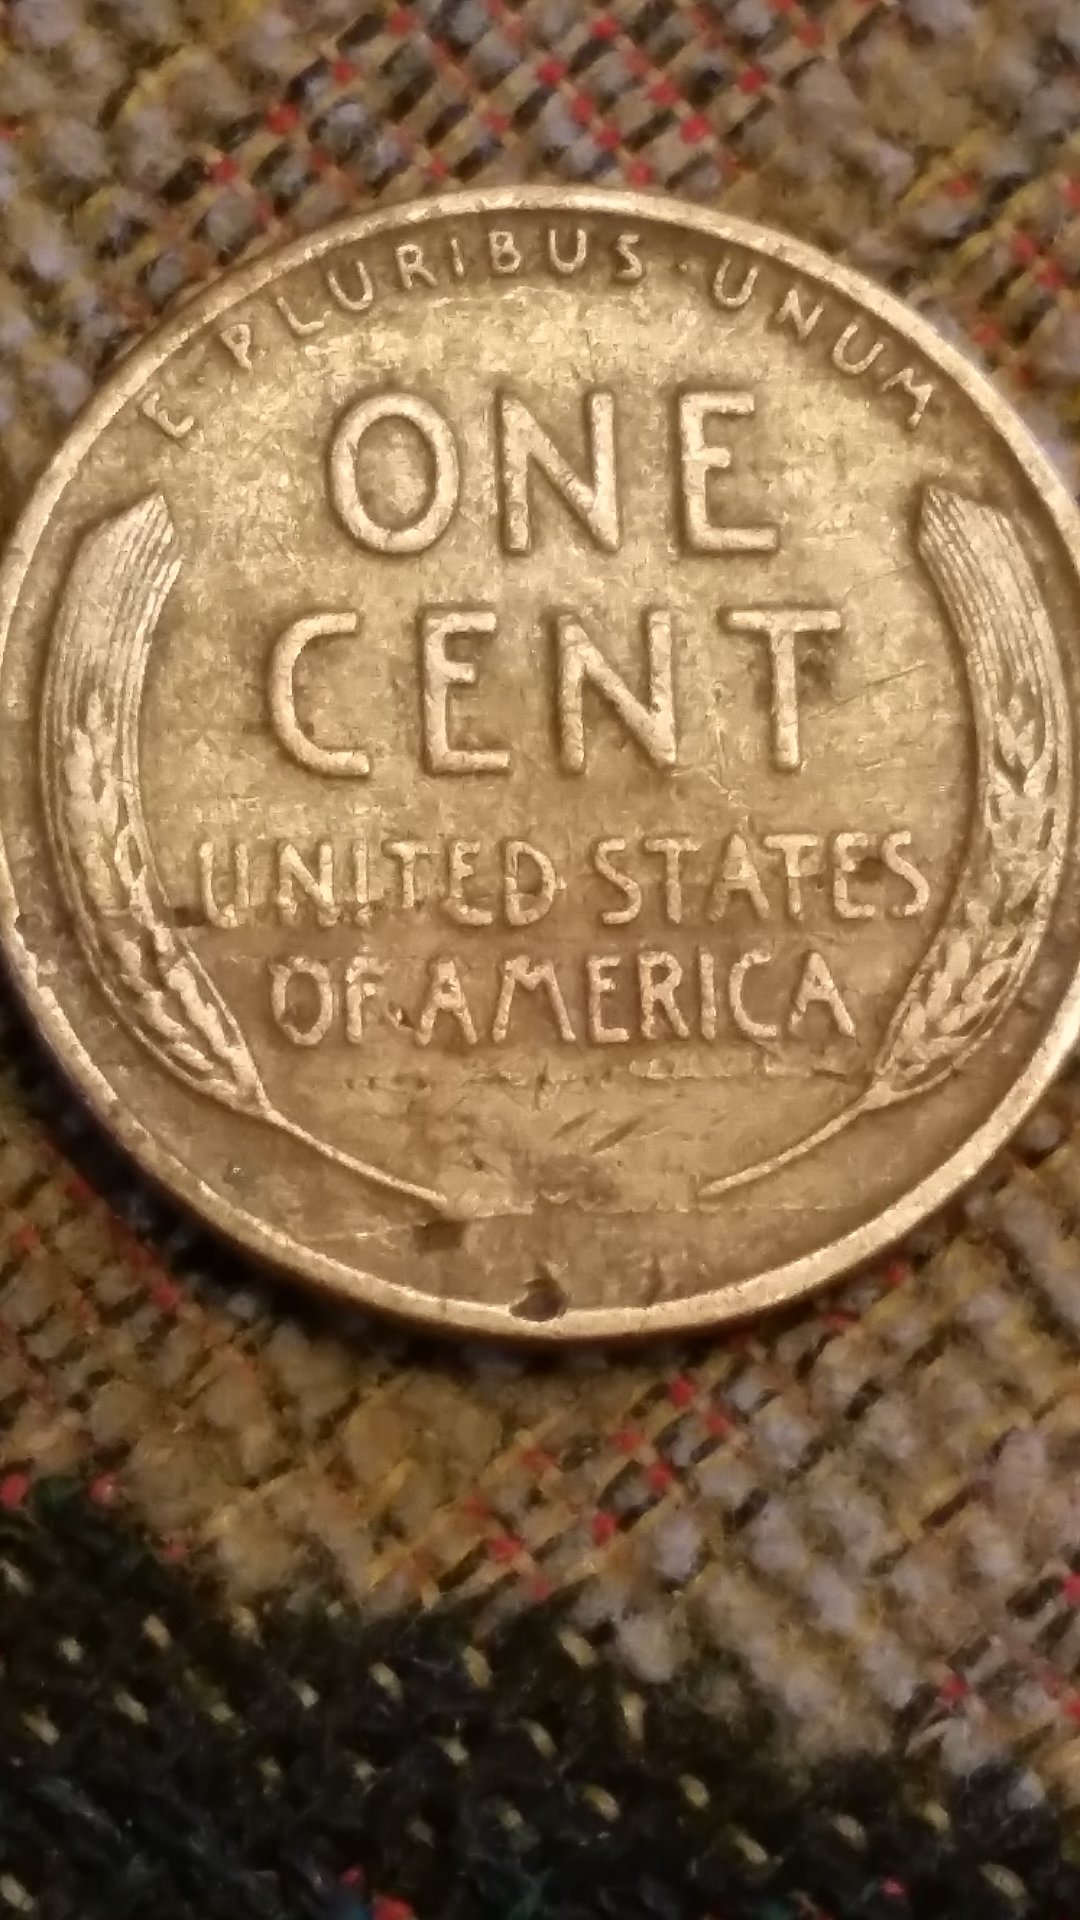 E·PLURIBUS·UNUM
ONE
CENT
UNITED STATES
OF AMERICA